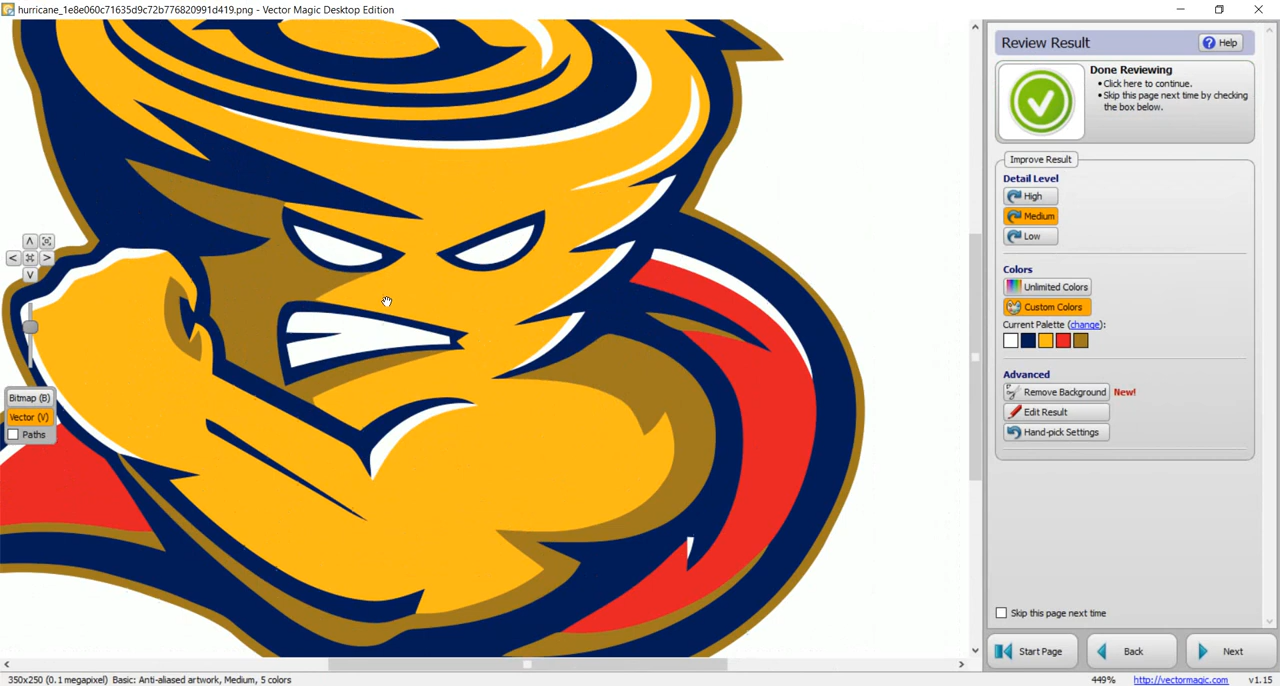 hurricane_1e8e060c71635d9c72b776820991d419.png - Vector Magic Desktop Edition
Review Result
Help
Done Reviewing
•Click here to continue.
•Skip this page next time by checking
the box below.
Improve Result
Detail Level
High
Medium
Low
Colors
Unlimited Colors
Custom Colors
Current Palette (change):
Advanced
Remove Background New!
Edit Result
Hand-pick Settings
Bitmap (B)
Vector (V)
Paths
Skip this page next time
Start Page
Back
Next
350x250 (0.1 megapixel) Basic: Anti-aliased artwork, Medium, 5 colors
449%
http://vectormagic.com
v1.15